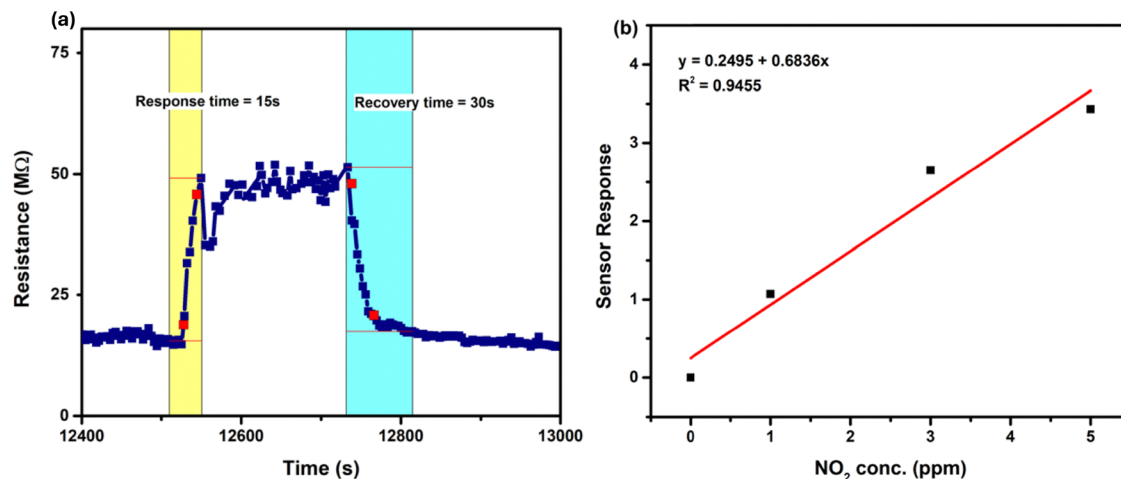 (a)
75
50
25
0
Response time = 15s
Recovery time = 30s
Resistance (MΩ)
12400
12600
12800
13000
Time (s)
(b)
y = 0.2495 + 0.6836x
R² = 0.9455
4
3
2
1
0
Sensor Response
0
1
2
3
4
5
NO₂ conc. (ppm)